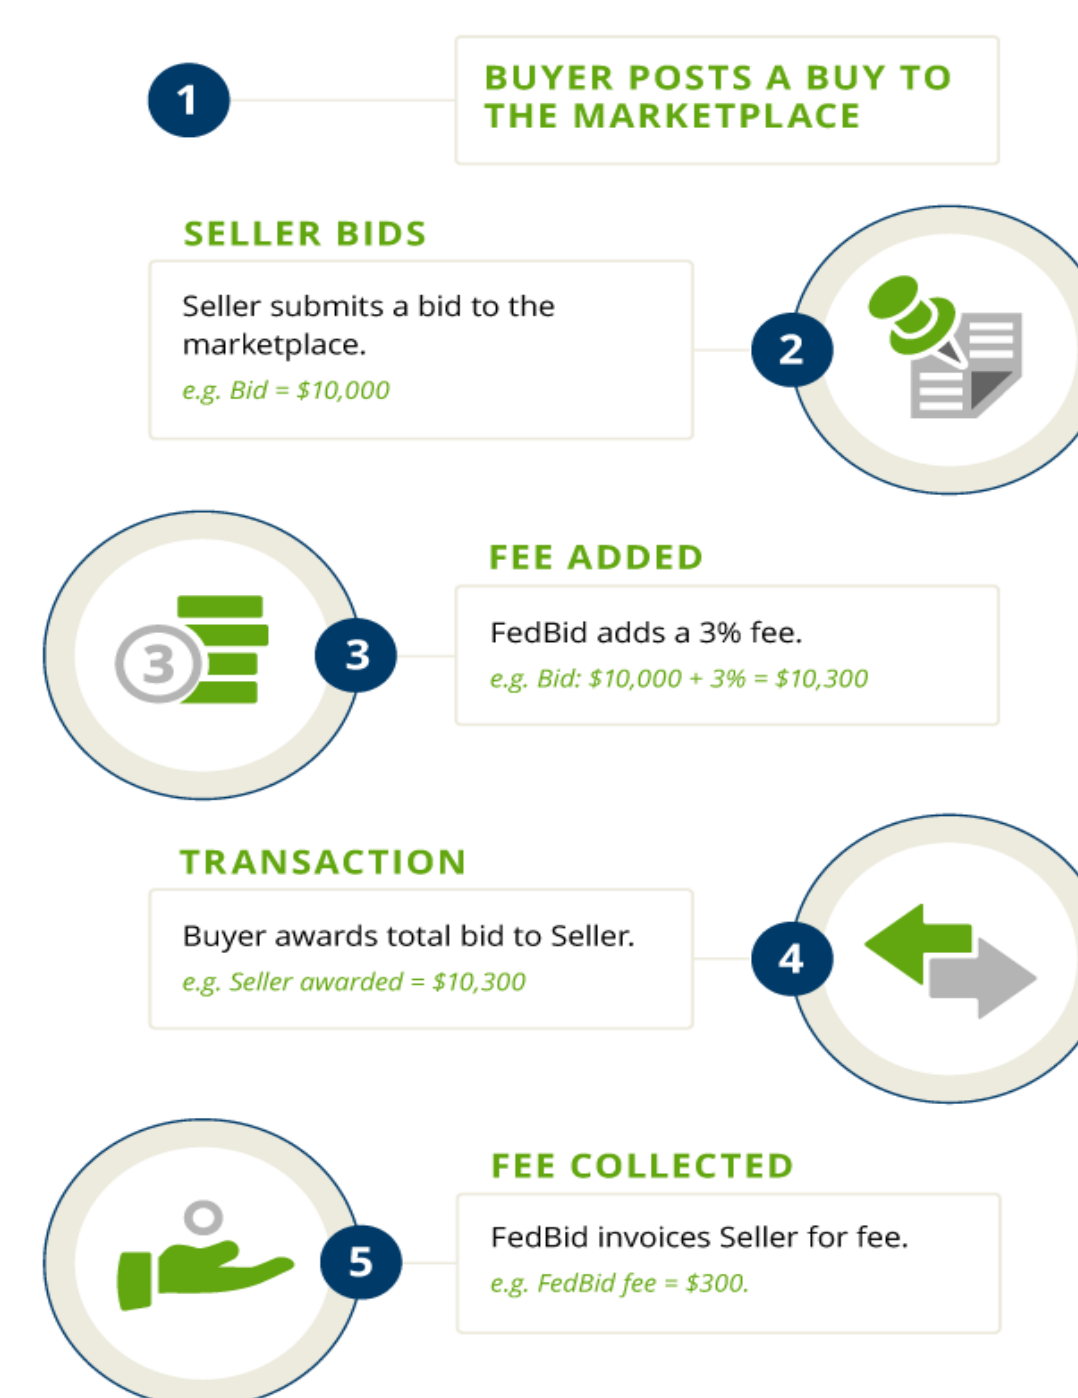 1
BUYER POSTS A BUY TO
THE MARKETPLACE
SELLER BIDS
Seller submits a bid to the
marketplace.
e.g. Bid = $10,000
2
FEE ADDED
3
3
FedBid adds a 3% fee.
e.g. Bid: $10,000 + 3% = $10,300
TRANSACTION
Buyer awards total bid to Seller.
e.g. Seller awarded = $10,300
4
FEE COLLECTED
5
FedBid invoices Seller for fee.
e.g. FedBid fee = $300.